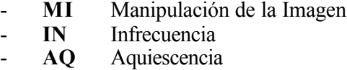 - MI Manipulación de la Imagen
- IN Infrecuencia
- AQ Aquiescencia